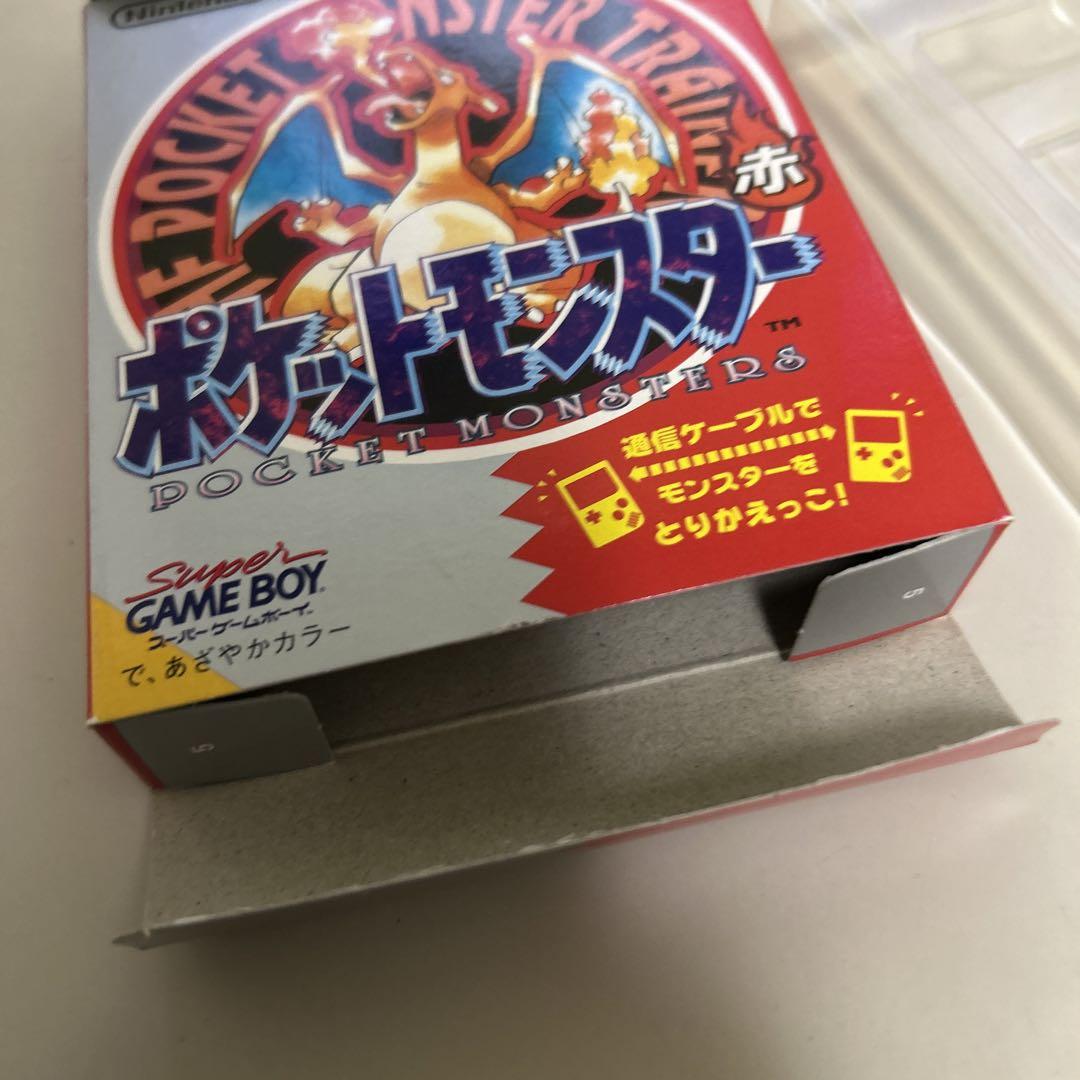 Nintendo
THE POCKET MONSTER TRAINER
赤
ポケットモンスター
TM
POCKET MONSTERS
通信ケーブルで
モンスターを
とりかえっこ!
Super
GAME BOY
スーパーゲームボーイ
で、あざやかカラー
5
5